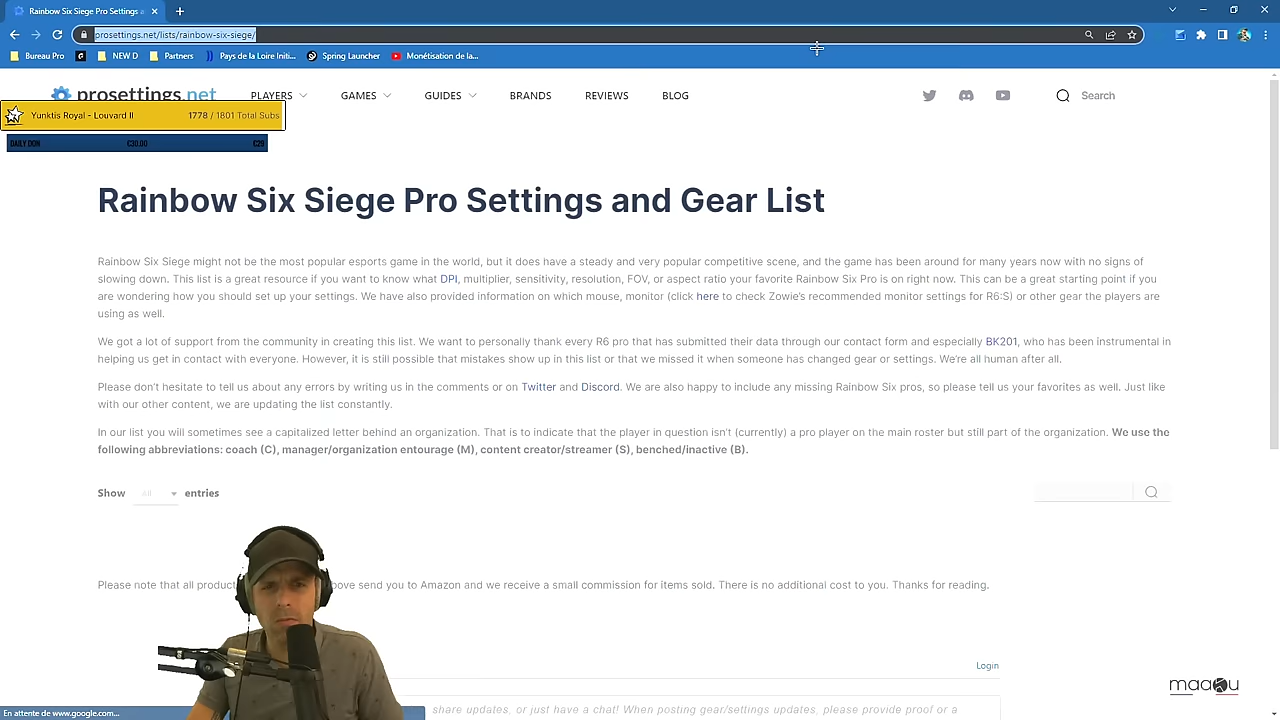 Rainbow Six Siege Pro Settings a
prosettings.net/lists/rainbow-six-siege/
Bureau Pro
NEW D
Partners
Pays de la Loire Initi...
Spring Launcher
Monétisation de la...
prosettings.net
PLAYERS
GAMES
GUIDES
BRANDS
REVIEWS
BLOG
Search
Yunktis Royal - Louvard II 1778 / 1801 Total Subs
DAILY DON €30.00 €29
Rainbow Six Siege Pro Settings and Gear List
Rainbow Six Siege might not be the most popular esports game in the world, but it does have a steady and very popular competitive scene, and the game has been around for many years now with no signs of
slowing down. This list is a great resource if you want to know what DPI, multiplier, sensitivity, resolution, FOV, or aspect ratio your favorite Rainbow Six Pro is on right now. This can be a great starting point if you
are wondering how you should set up your settings. We have also provided information on which mouse, monitor (click here to check Zowie's recommended monitor settings for R6:S) or other gear the players are
using as well.
We got a lot of support from the community in creating this list. We want to personally thank every R6 pro that has submitted their data through our contact form and especially BK201, who has been instrumental in
helping us get in contact with everyone. However, it is still possible that mistakes show up in this list or that we missed it when someone has changed gear or settings. We're all human after all.
Please don't hesitate to tell us about any errors by writing us in the comments or on Twitter and Discord. We are also happy to include any missing Rainbow Six pros, so please tell us your favorites as well. Just like
with our other content, we are updating the list constantly.
In our list you will sometimes see a capitalized letter behind an organization. That is to indicate that the player in question isn't (currently) a pro player on the main roster but still part of the organization. We use the
following abbreviations: coach (C), manager/organization entourage (M), content creator/streamer (S), benched/inactive (B).
Show All entries
Please note that all product ove send you to Amazon and we receive a small commission for items sold. There is no additional cost to you. Thanks for reading.
Login
maaku
share updates, or just have a chat! When posting gear/settings updates, please provide proof or a
En attente de www.google.com...